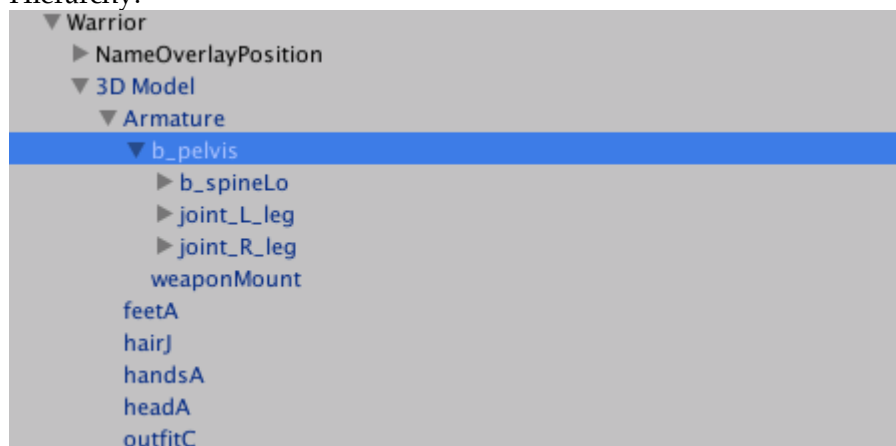 Hierarchy:
Warrior
NameOverlayPosition
3D Model
Armature
b_pelvis
b_spineLo
joint_L_leg
joint_R_leg
weaponMount
feetA
hairJ
handsA
headA
outfitC